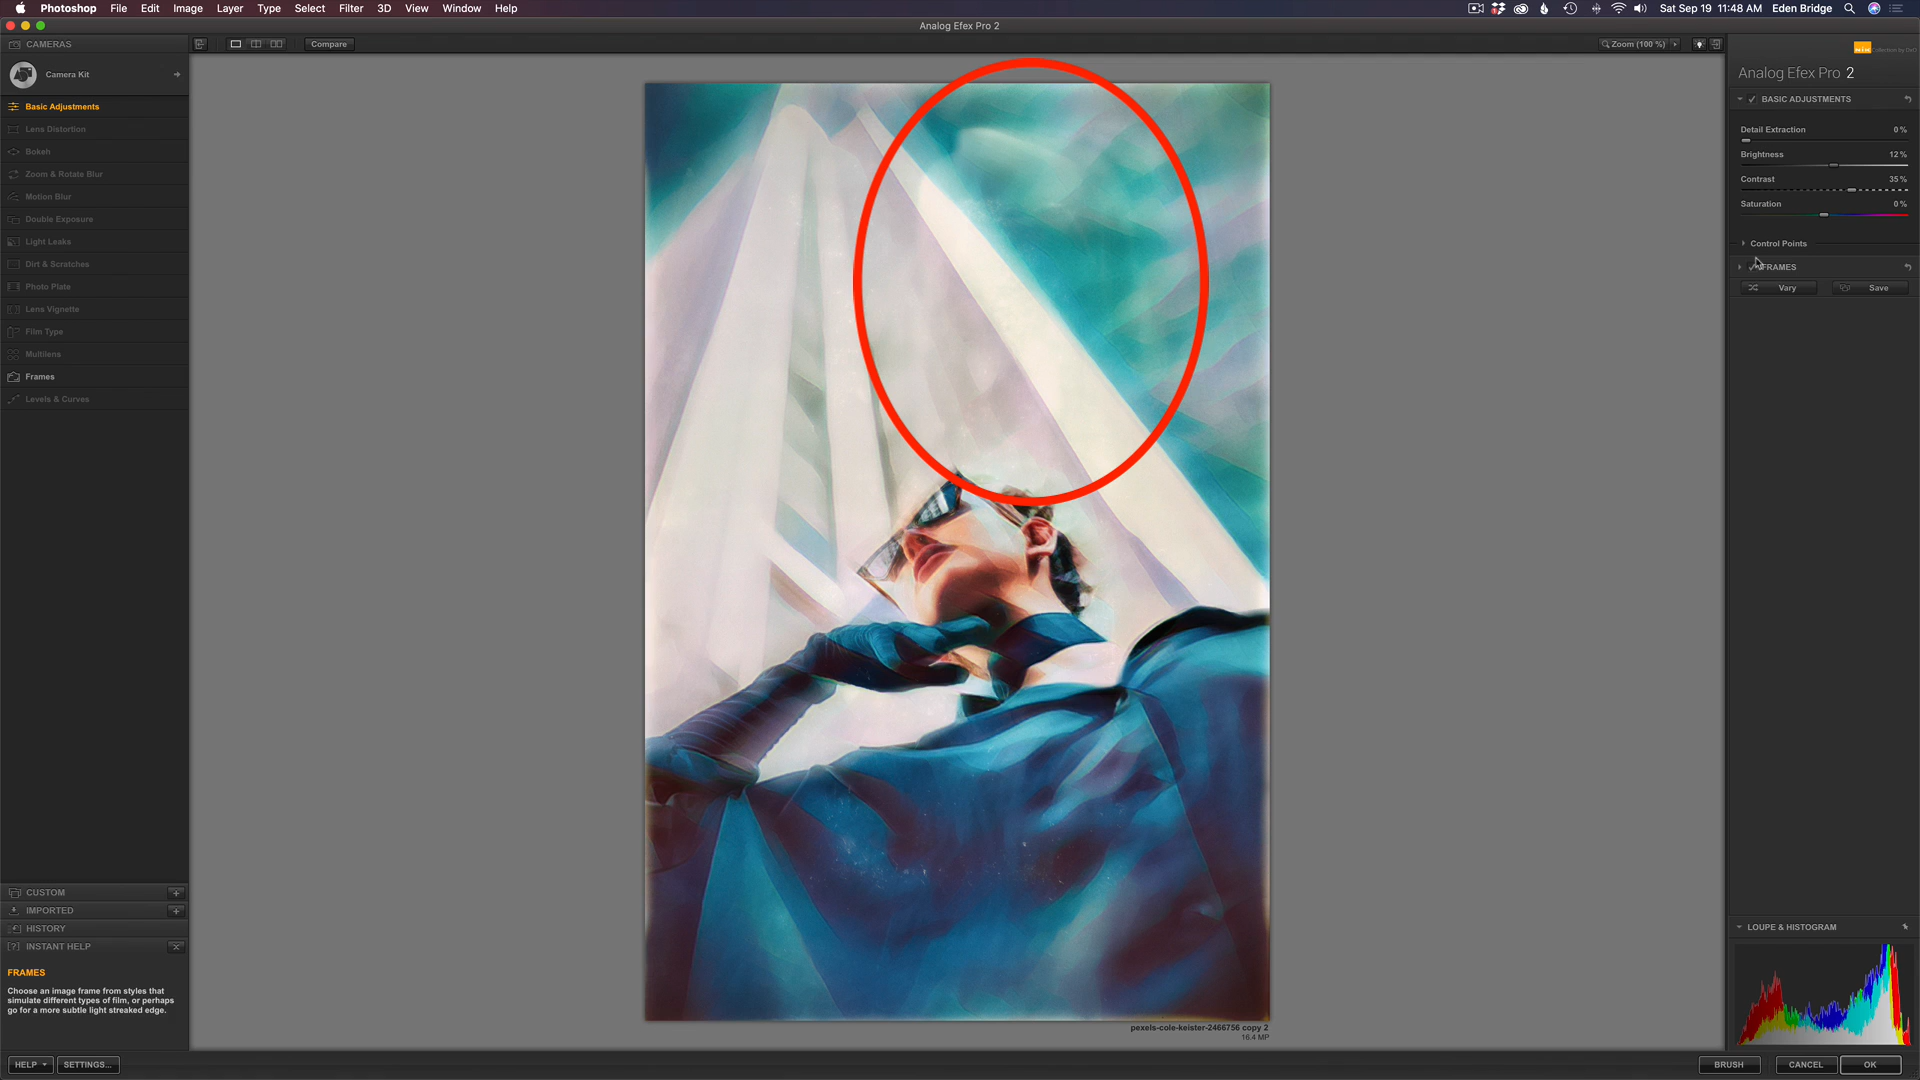 Photoshop File Edit Image Layer Type Select Filter 3D View Window Help
Sat Sep 19 11:48 AM Eden Bridge
Analog Efex Pro 2
CAMERAS
Compare
Zoom (100 %)
Camera Kit
Basic Adjustments
Lens Distortion
Bokeh
Zoom & Rotate Blur
Motion Blur
Double Exposure
Light Leaks
Dirt & Scratches
Photo Plate
Lens Vignette
Film Type
Multilens
Frames
Levels & Curves
CUSTOM
IMPORTED
HISTORY
INSTANT HELP
FRAMES
Choose an image frame from styles that
simulate different types of film, or perhaps
go for a more subtle light streaked edge.
HELP
SETTINGS...
pexels-cole-keister-2466756 copy 2
16.4 MP
Nik Collection by DxO
Analog Efex Pro 2
BASIC ADJUSTMENTS
Detail Extraction 0 %
Brightness 12 %
Contrast 35 %
Saturation 0 %
Control Points
FRAMES
Vary
Save
LOUPE & HISTOGRAM
BRUSH
CANCEL
OK